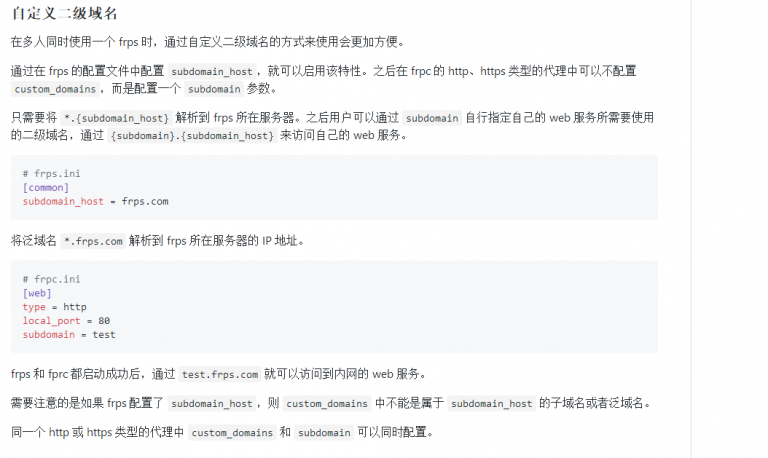 自定义二级域名
在多人同时使用一个 frps 时，通过自定义二级域名的方式来使用会更加方便。
通过在 frps 的配置文件中配置 subdomain_host，就可以启用该特性。之后在 frpc 的 http、https 类型的代理中可以不配置
custom_domains，而是配置一个 subdomain 参数。
只需要将 *.{subdomain_host} 解析到 frps 所在服务器。之后用户可以通过 subdomain 自行指定自己的 web 服务所需要使用
的二级域名，通过 {subdomain}.{subdomain_host} 来访问自己的 web 服务。
# frps.ini
[common]
subdomain_host = frps.com
将泛域名 *.frps.com 解析到 frps 所在服务器的 IP 地址。
# frpc.ini
[web]
type = http
local_port = 80
subdomain = test
frps 和 fprc 都启动成功后，通过 test.frps.com 就可以访问到内网的 web 服务。
需要注意的是如果 frps 配置了 subdomain_host，则 custom_domains 中不能是属于 subdomain_host 的子域名或者泛域名。
同一个 http 或 https 类型的代理中 custom_domains 和 subdomain 可以同时配置。